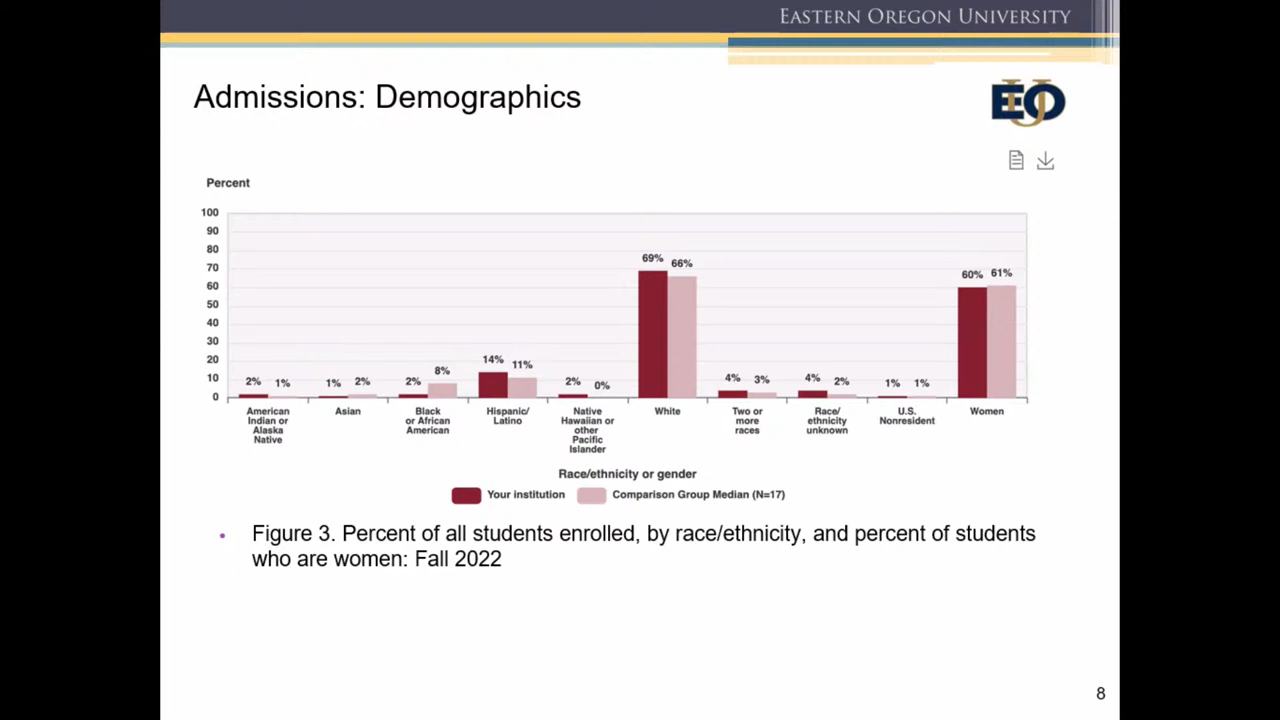 EASTERN OREGON UNIVERSITY
Admissions: Demographics
EOU
Percent
100
90
80
70
60
50
40
30
20
10
0
2% 1% 1% 2% 2% 8% 14% 11% 2% 0% 69% 66% 4% 3% 4% 2% 1% 1% 60% 61%
American
Indian or
Alaska
Native
Asian
Black
or African
American
Hispanic/
Latino
Native
Hawaiian or
other
Pacific
Islander
White
Two or
more
races
Race/
ethnicity
unknown
U.S.
Nonresident
Women
Race/ethnicity or gender
Your institution Comparison Group Median (N=17)
• Figure 3. Percent of all students enrolled, by race/ethnicity, and percent of students
who are women: Fall 2022
8